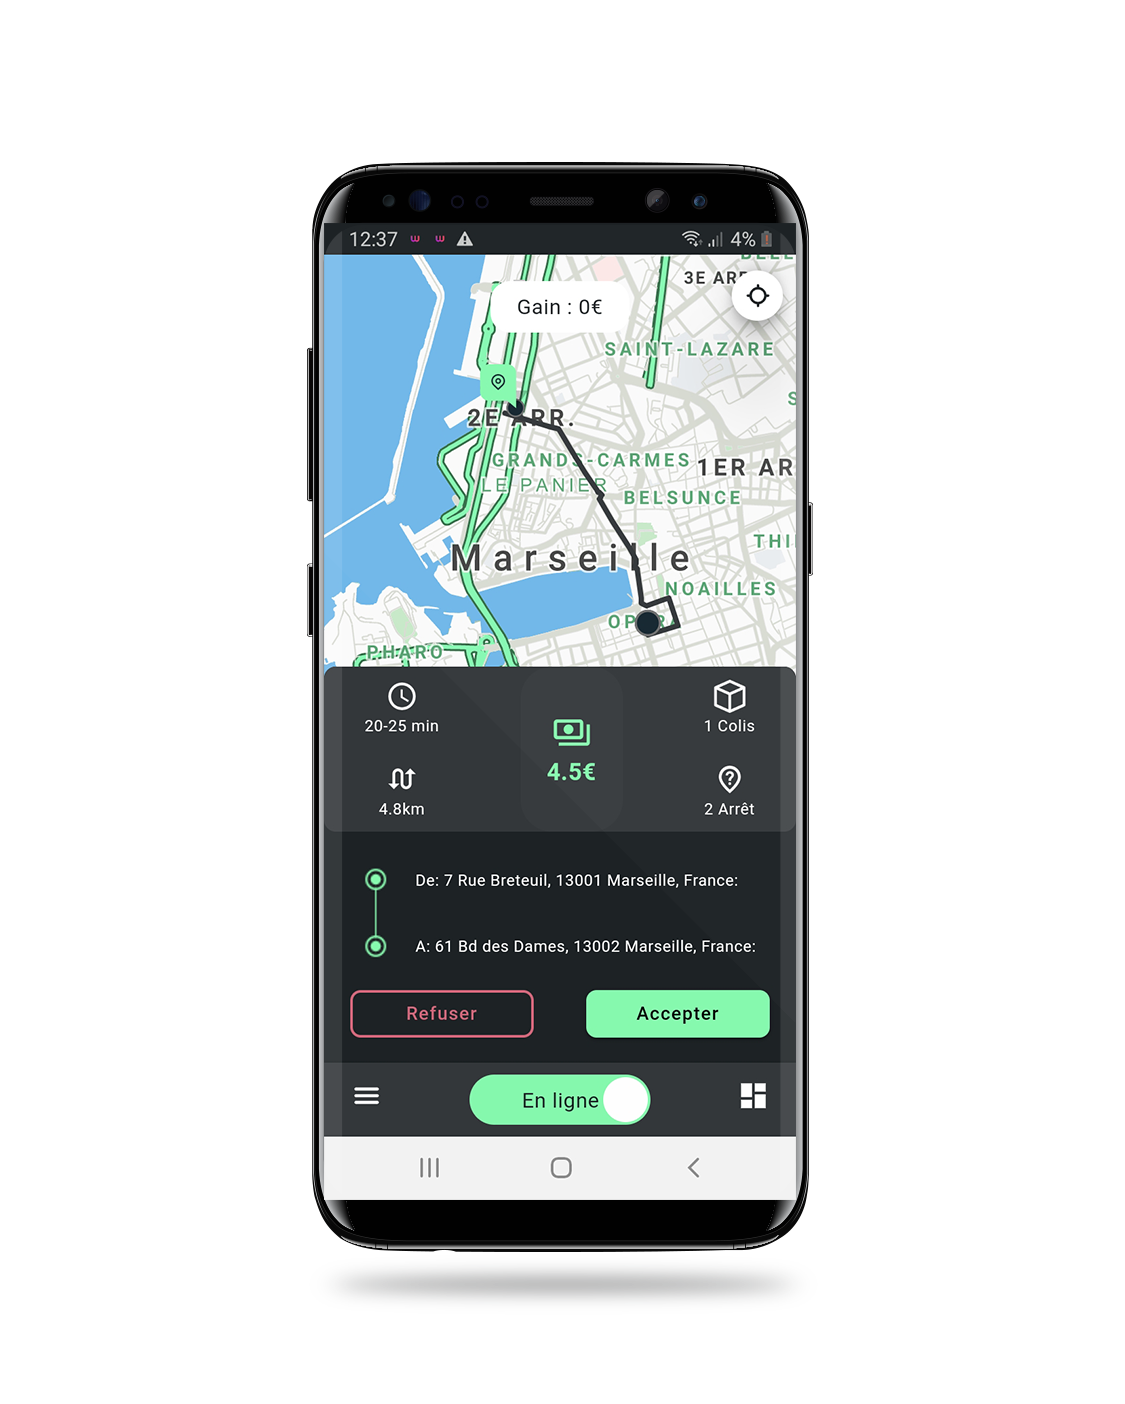 12:37
4%
3E ARR
Gain : 0€
SAINT-LAZARE
2E ARR.
GRANDS-CARMES
1ER AR
LE PANIER
BELSUNCE
THI
Marseille
NOAILLES
OPÉRA
PHARO
20-25 min
1 Colis
4.5€
4.8km
2 Arrêt
De: 7 Rue Breteuil, 13001 Marseille, France:
A: 61 Bd des Dames, 13002 Marseille, France:
Refuser
Accepter
En ligne